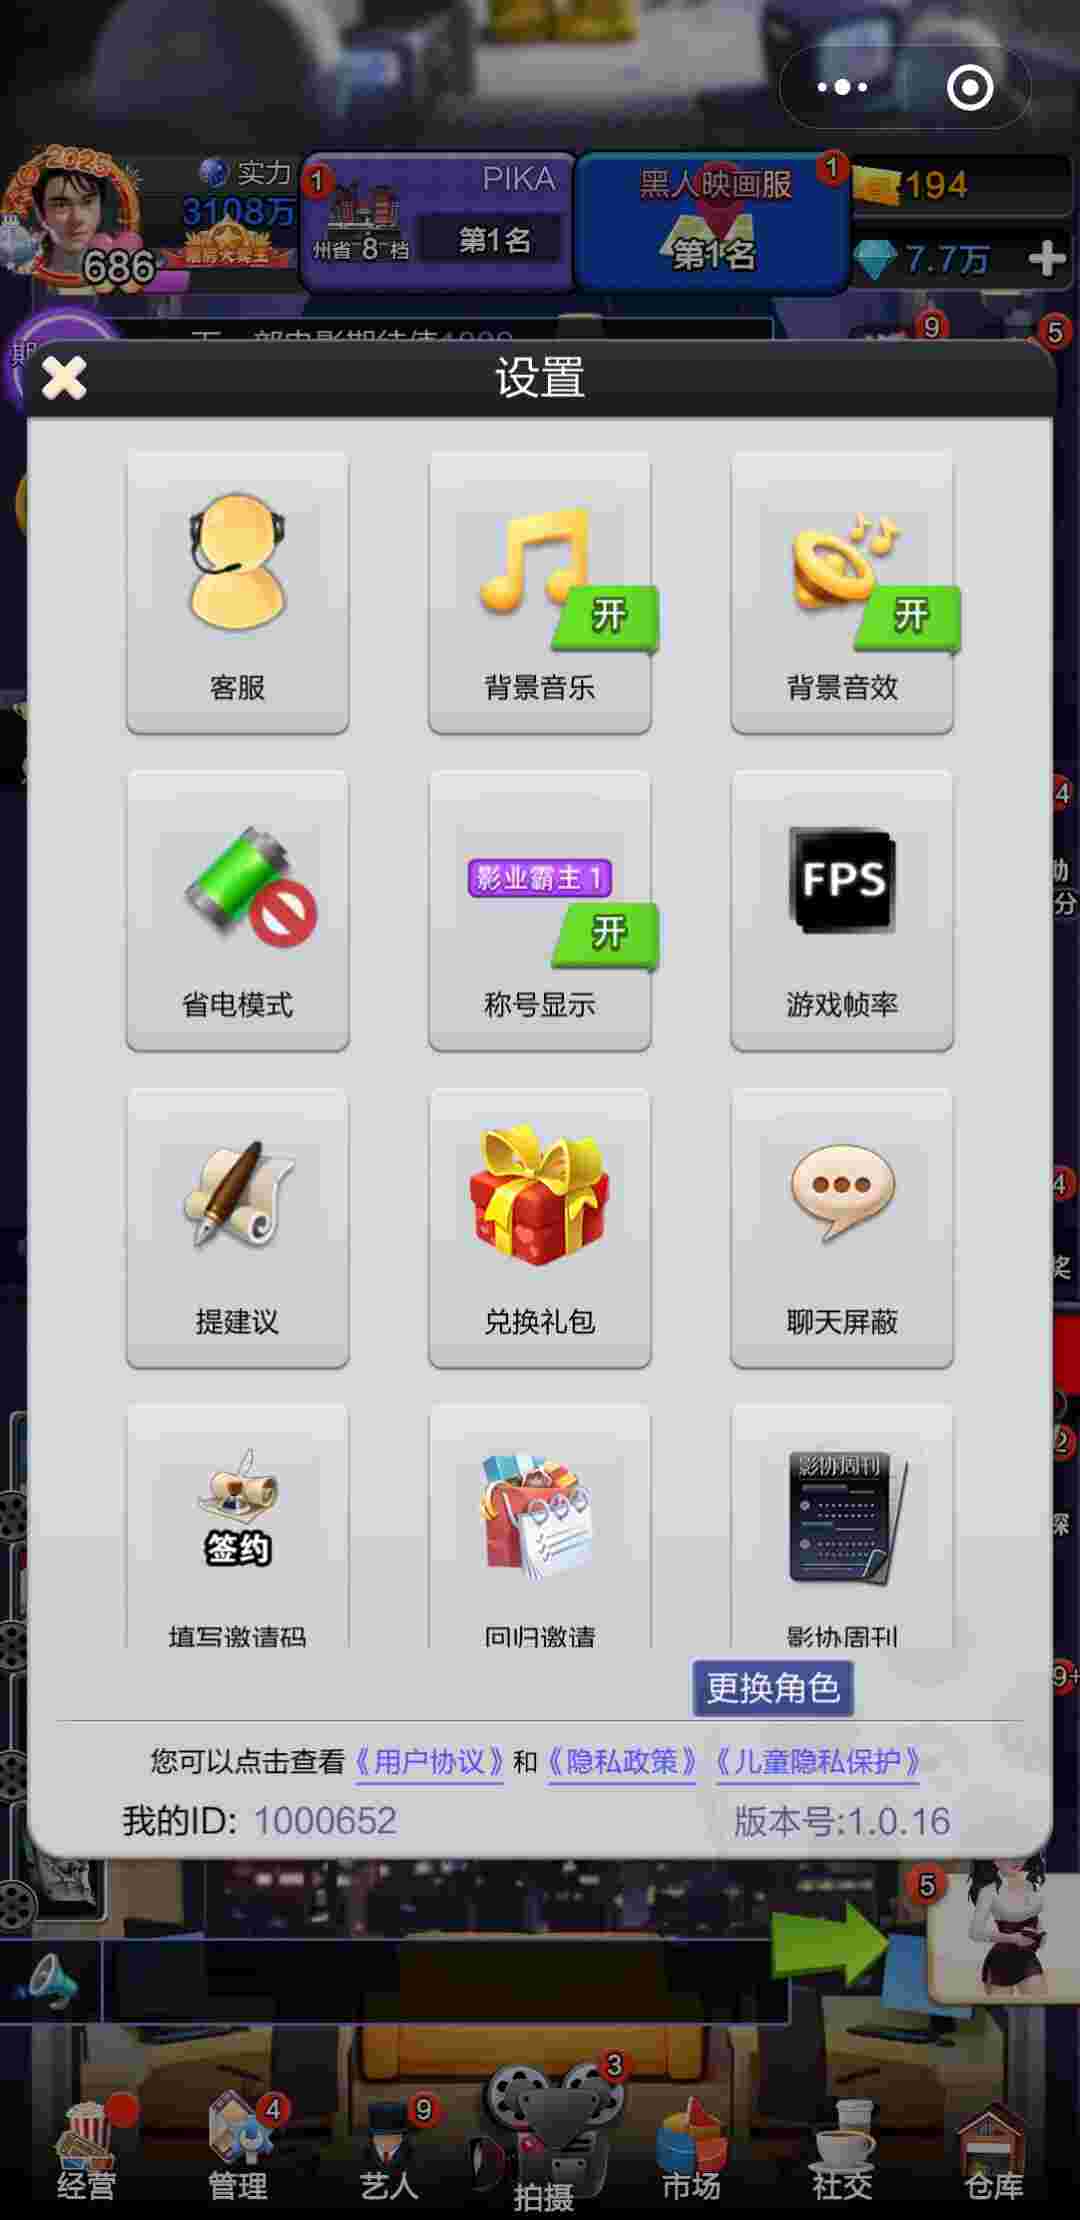 2025
实力
3108万
686
1
PIKA
州省 8 档
第1名
黑人映画服
1
第1名
194
7.7万
9
5
设置
客服
开
背景音乐
开
背景音效
省电模式
影业霸主 1
开
称号显示
FPS
游戏帧率
提建议
兑换礼包
聊天屏蔽
签约
填写邀请码
回归邀请
影协周刊
影协周刊
4
分
4
奖
2
9+
更换角色
您可以点击查看《用户协议》和《隐私政策》《儿童隐私保护》
我的ID: 1000652
版本号:1.0.16
5
经营
4
管理
9
艺人
3
拍摄
市场
社交
仓库